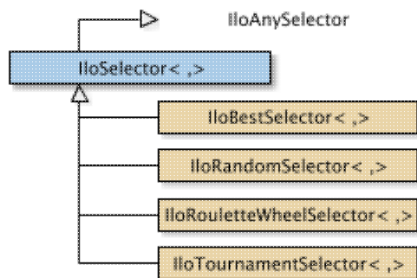 IloAnySelector
IloSelector< ,>
IloBestSelector< ,>
IloRandomSelector< ,>
IloRouletteWheelSelector< ,>
IloTournamentSelector< ,>